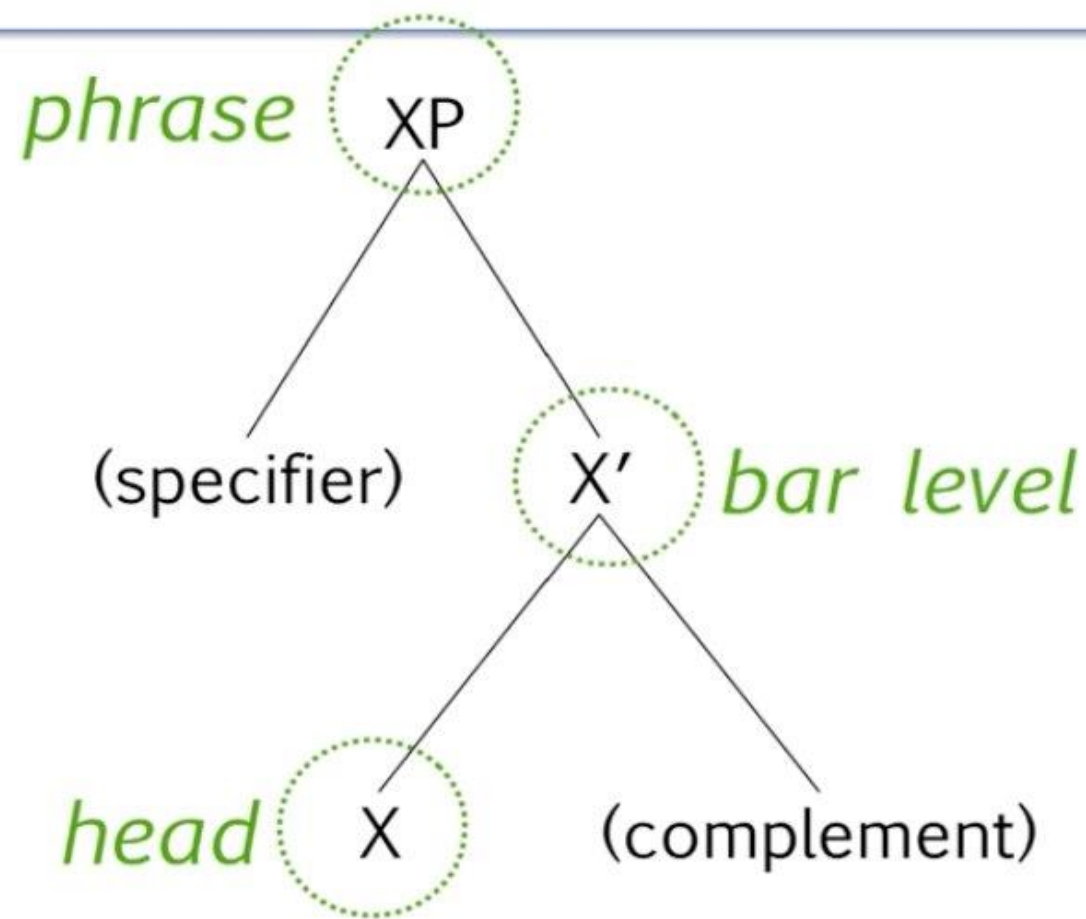 phrase XP
(specifier) X′ bar level
head X (complement)